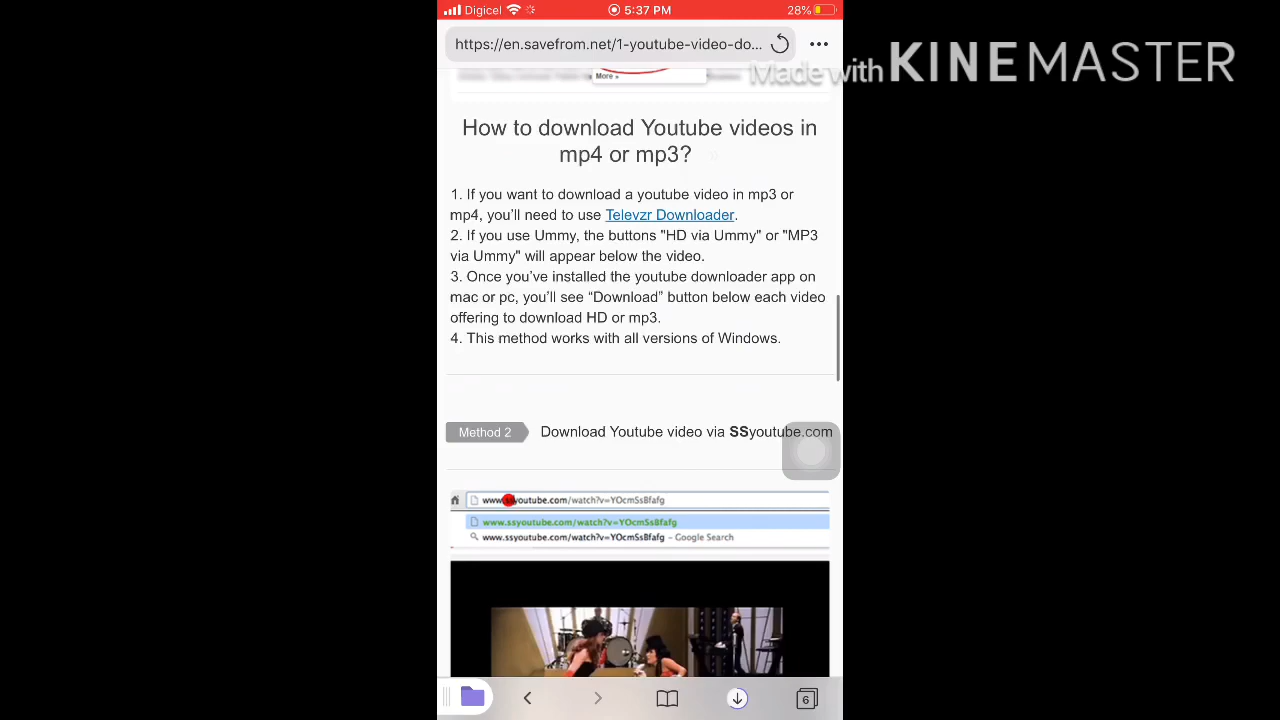 Digicel 5:37 PM 28%
https://en.savefrom.net/1-youtube-video-do...
Made with KINEMASTER
More »
How to download Youtube videos in
mp4 or mp3?
1. If you want to download a youtube video in mp3 or
mp4, you'll need to use Televzr Downloader.
2. If you use Ummy, the buttons "HD via Ummy" or "MP3
via Ummy" will appear below the video.
3. Once you've installed the youtube downloader app on
mac or pc, you'll see “Download” button below each video
offering to download HD or mp3.
4. This method works with all versions of Windows.
Method 2 Download Youtube video via SSyoutube.com
www.ssyoutube.com/watch?v=YOcmSsBfafg
www.ssyoutube.com/watch?v=YOcmSsBfafg
www.ssyoutube.com/watch?v=YOcmSsBfafg – Google Search
6